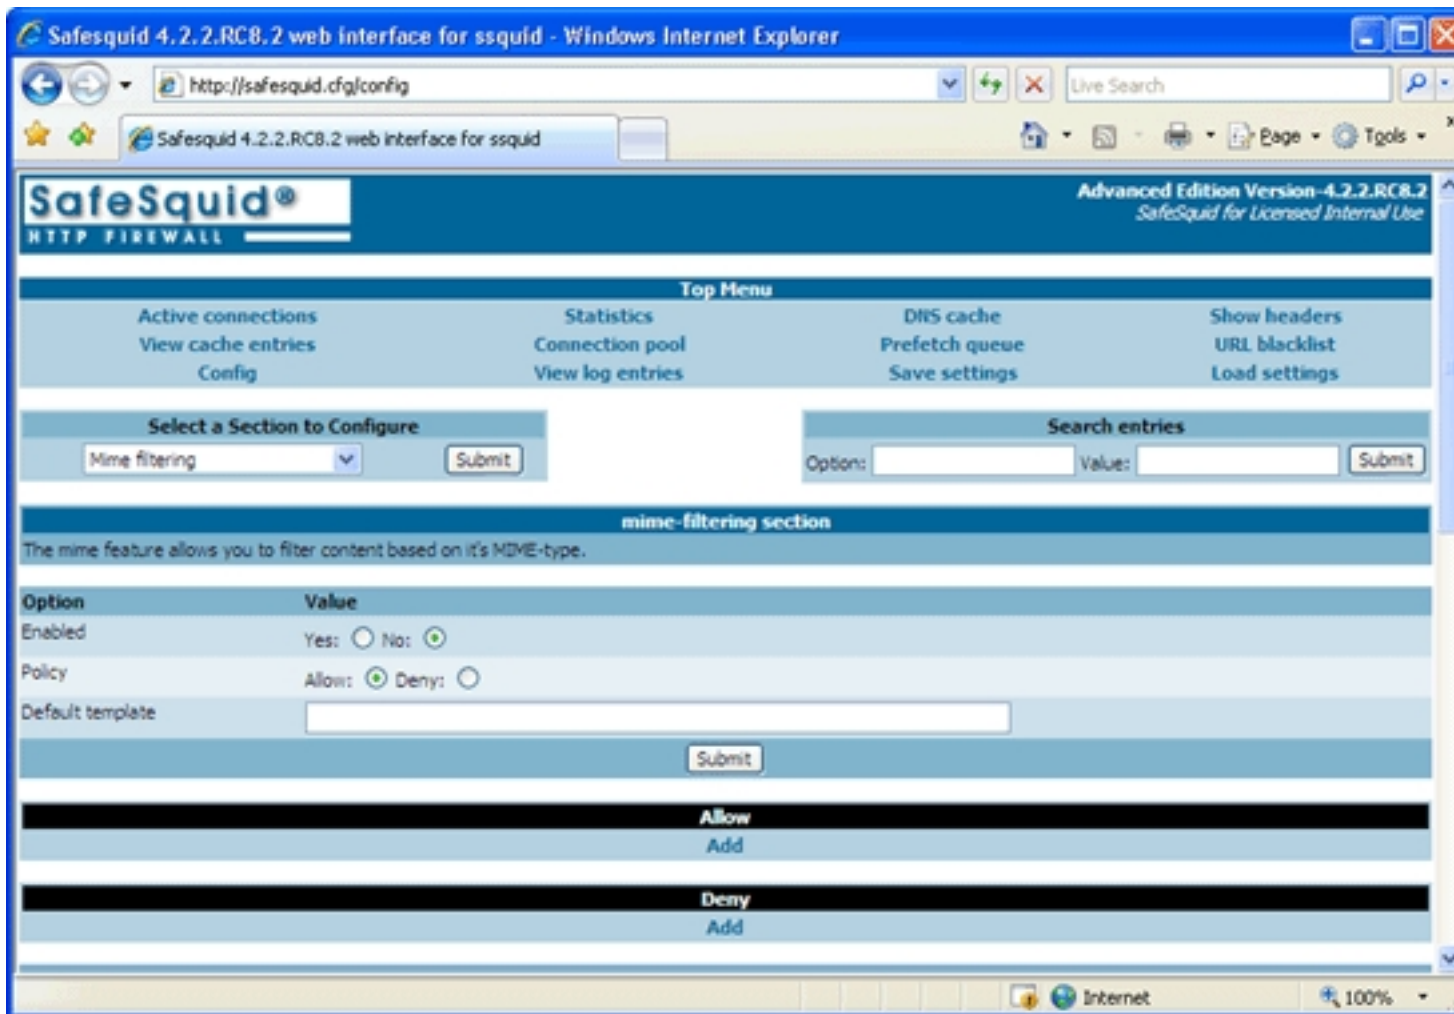 Safesquid 4.2.2.RC8.2 web interface for ssquid - Windows Internet Explorer
http://safesquid.cfg/config
Live Search
Safesquid 4.2.2.RC8.2 web interface for ssquid
Page
Tools
SafeSquid®
HTTP FIREWALL
Advanced Edition Version-4.2.2.RC8.2
SafeSquid for Licensed Internal Use
Top Menu
Active connections Statistics DNS cache Show headers
View cache entries Connection pool Prefetch queue URL blacklist
Config View log entries Save settings Load settings
Select a Section to Configure
Mime filtering Submit
Search entries
Option: Value: Submit
mime-filtering section
The mime feature allows you to filter content based on it's MIME-type.
Option Value
Enabled Yes: No:
Policy Allow: Deny:
Default template
Submit
Allow
Add
Deny
Add
Internet 100%